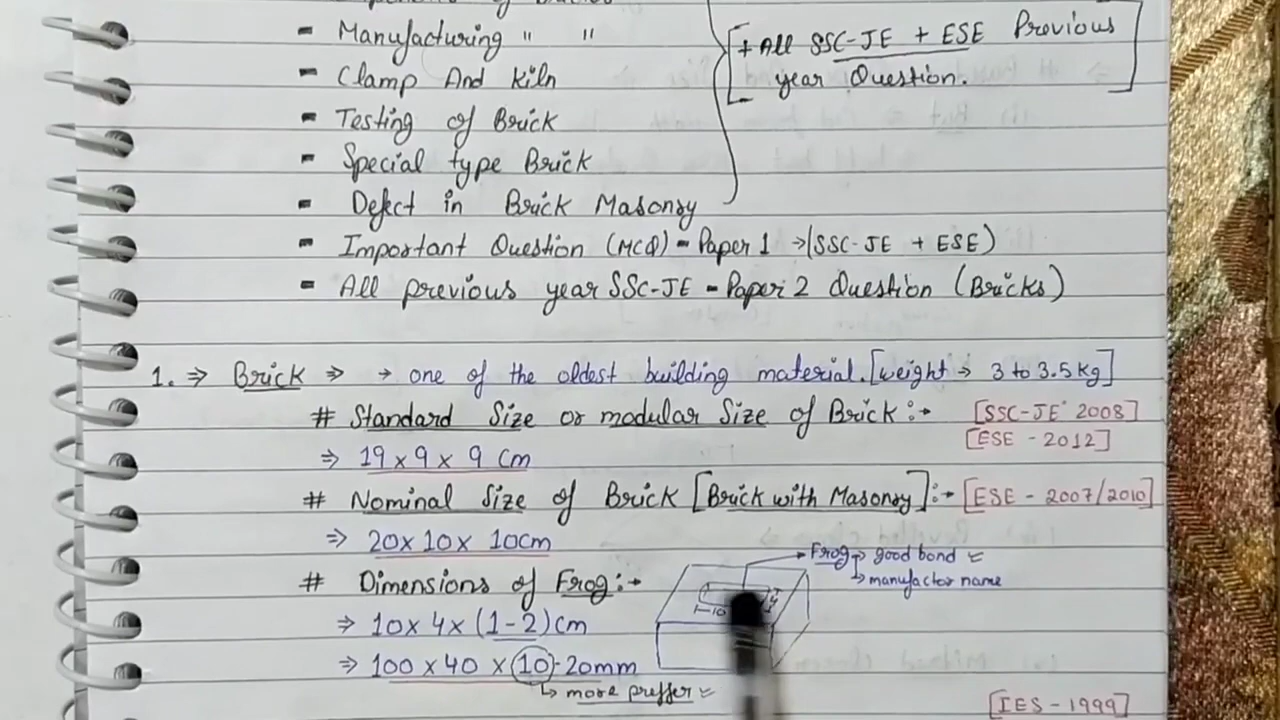 - Manufacturing " "
- Clamp And Kiln
- Testing of Brick
- Special type Brick
- Defect in Brick Masonry
[+ All SSC-JE + ESE Previous
year Question.]
- Important Question (MCQ) - Paper 1 → (SSC-JE + ESE)
- All previous year SSC-JE - Paper 2 Question (Bricks)
1. ⇒ Brick ⇒ → one of the oldest building material. [weight → 3 to 3.5 kg]
# Standard Size or modular Size of Brick :- [SSC-JE 2008]
[ESE - 2012]
⇒ 19 x 9 x 9 cm
# Nominal Size of Brick [Brick with Masonry] :- [ESE - 2007/2010]
⇒ 20 x 10 x 10 cm
Frog → good bond
→ manufactor name
# Dimensions of Frog :-
10
⇒ 10 x 4 x (1-2) cm
⇒ 100 x 40 x 10-20mm
→ more preffer
[IES - 1999]